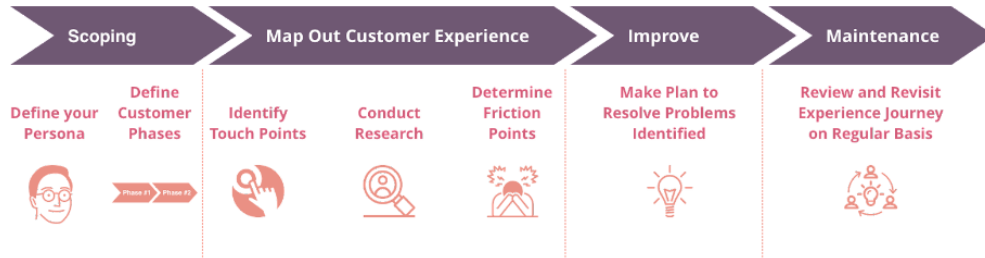 Scoping
Map Out Customer Experience
Improve
Maintenance
Define your
Persona
Define
Customer
Phases
Identify
Touch Points
Conduct
Research
Determine
Friction
Points
Make Plan to
Resolve Problems
Identified
Review and Revisit
Experience Journey
on Regular Basis
Phase #1
Phase #2